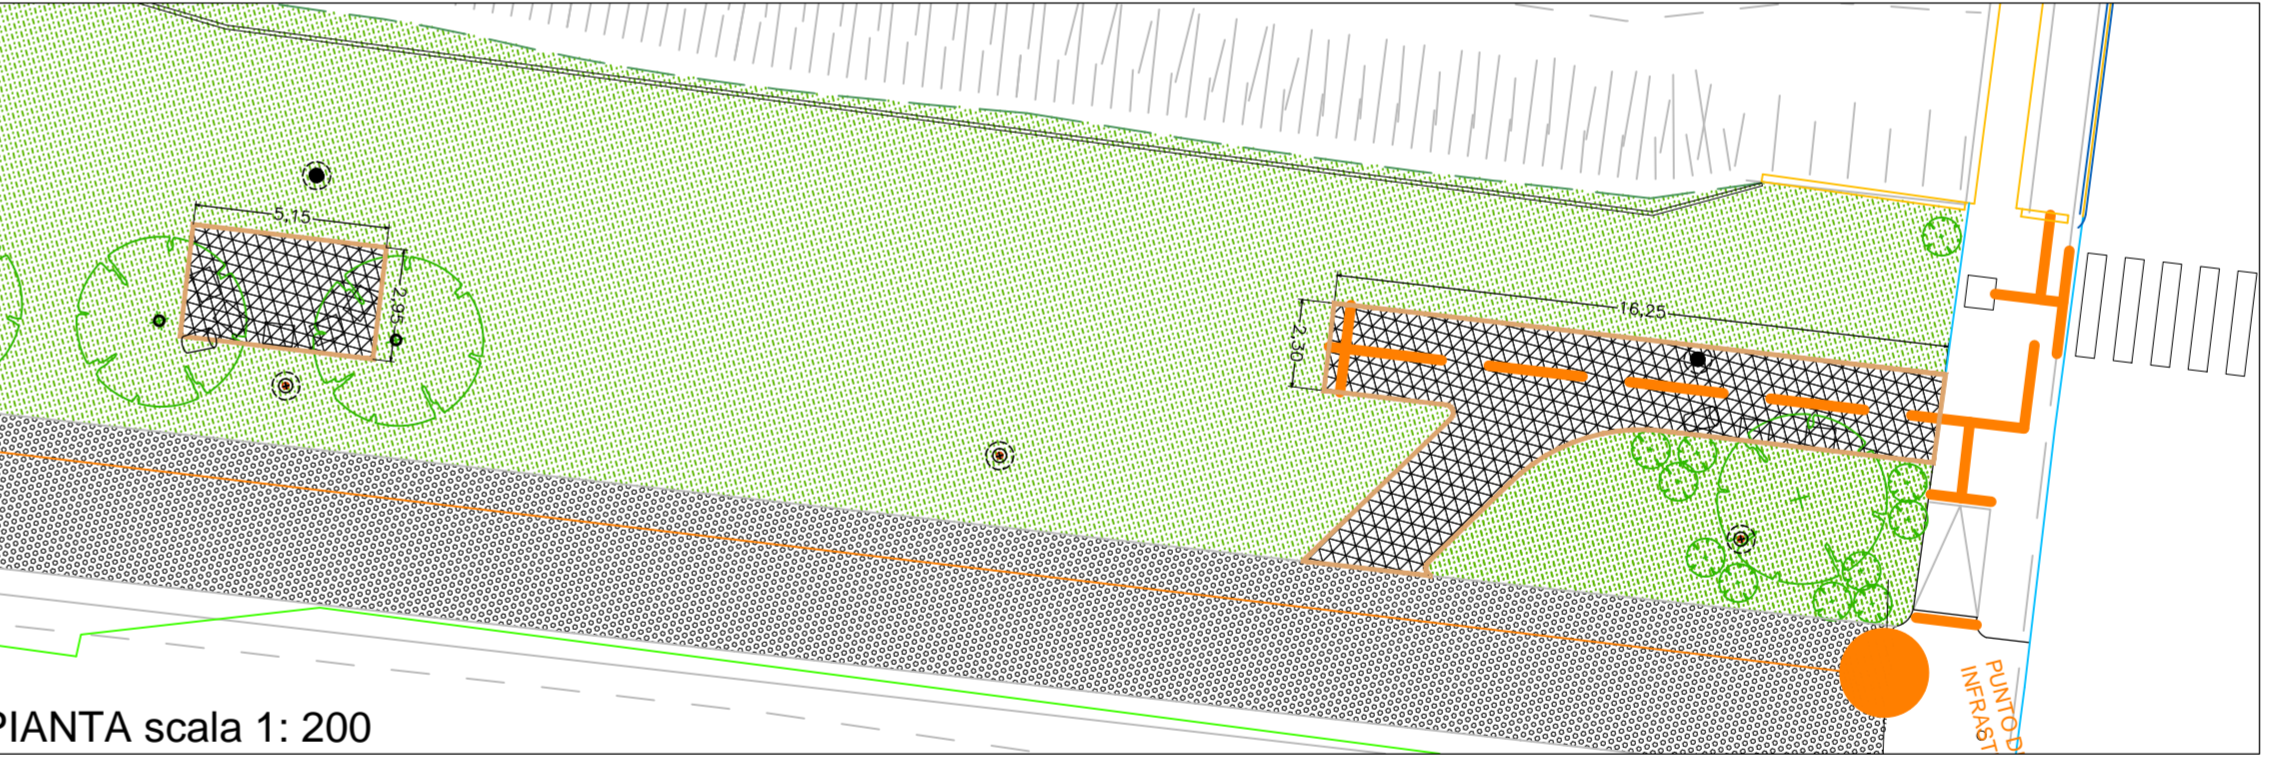 5,15
2,95
16,25
2,30
PUNTO D
INFRAST
PIANTA scala 1: 200